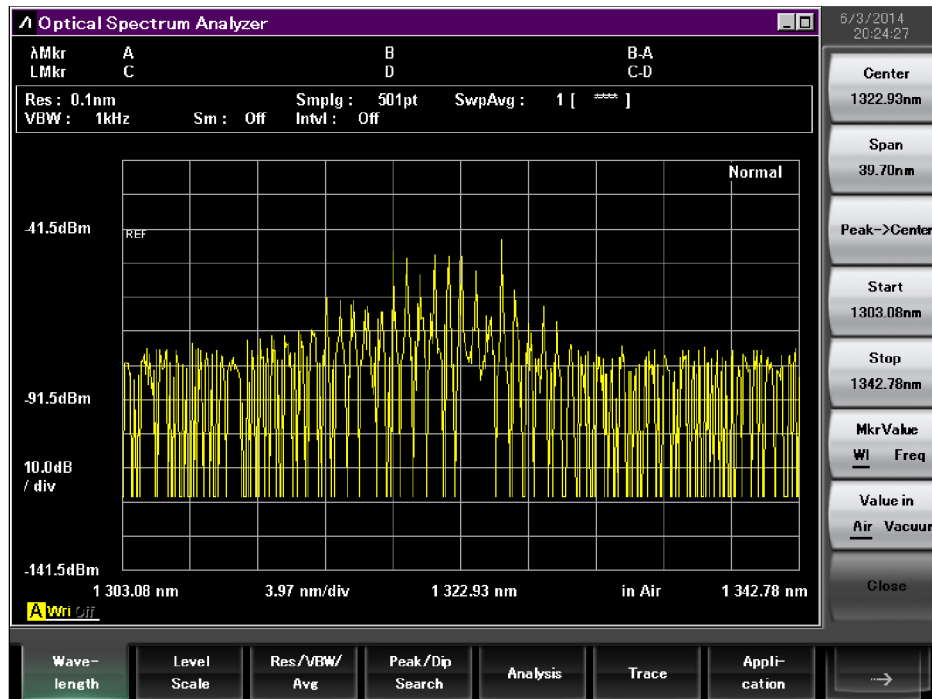 Λ Optical Spectrum Analyzer
6/3/2014
20:24:27
λMkr A B B-A
LMkr C D C-D
Res : 0.1nm Smplg : 501pt SwpAvg : 1 [ **** ]
VBW : 1kHz Sm : Off Intvl : Off
Normal
-41.5dBm
REF
-91.5dBm
10.0dB
/ div
-141.5dBm
1 303.08 nm 3.97 nm/div 1 322.93 nm in Air 1 342.78 nm
A Wri Off
Center
1322.93nm
Span
39.70nm
Peak->Center
Start
1303.08nm
Stop
1342.78nm
MkrValue
Wl Freq
Value in
Air Vacuur
Close
Wave-
length
Level
Scale
Res/VBW/
Avg
Peak/Dip
Search
Analysis
Trace
Appli-
cation
→